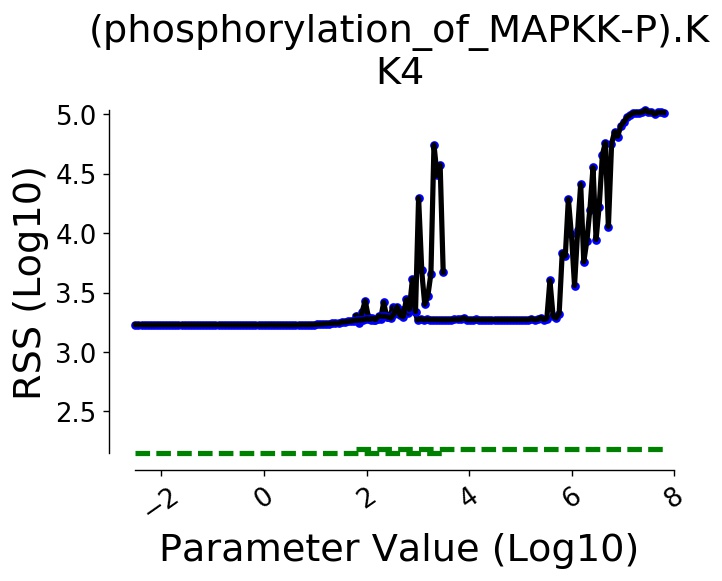 (phosphorylation_of_MAPKK-P).K
K4
5.0
4.5
4.0
3.5
3.0
2.5
RSS (Log10)
−2 0 2 4 6 8
Parameter Value (Log10)